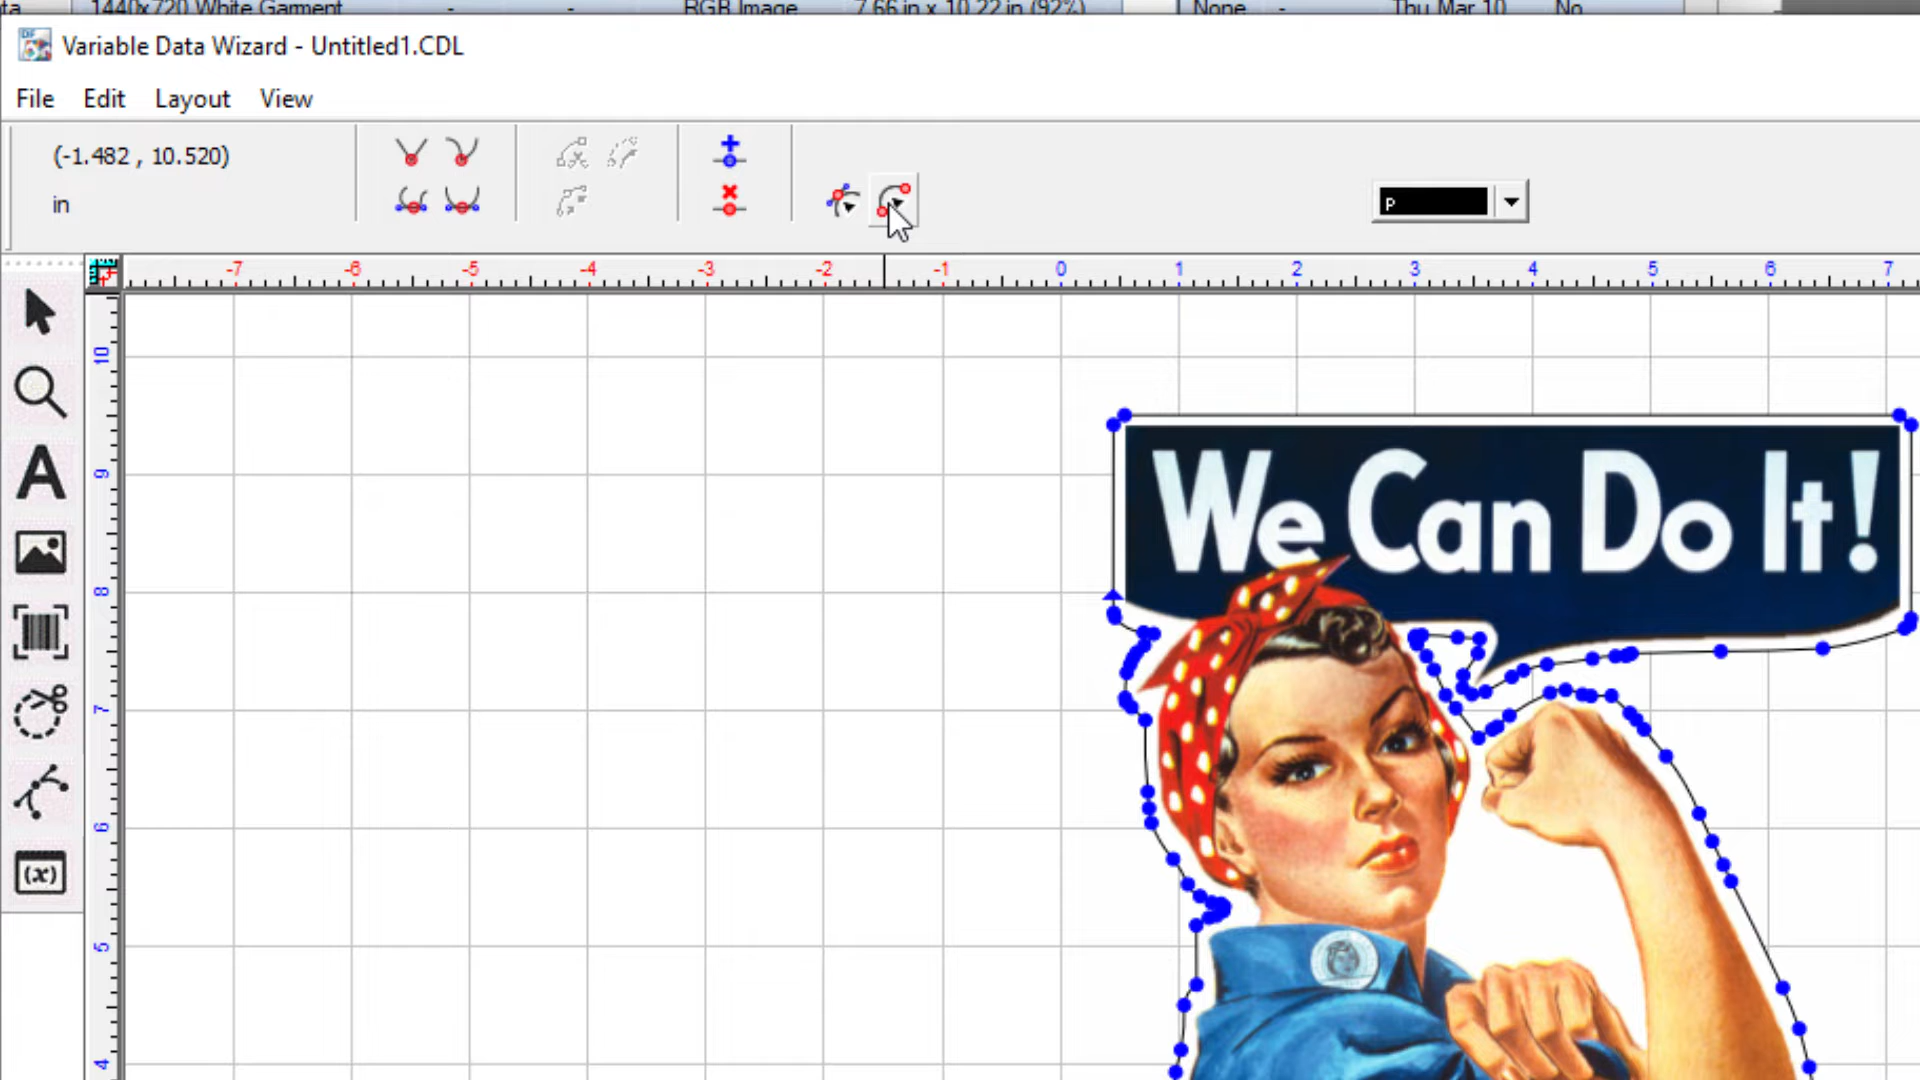 1440x720 White Garment - - RGB Image 7.66 in x 10.22 in (92%) None - Thu Mar 10 No
Variable Data Wizard - Untitled1.CDL
File Edit Layout View
(-1.482 , 10.520)
in
P
-7 -6 -5 -4 -3 -2 -1 0 1 2 3 4 5 6 7
10
9
8
7
6
5
4
A
(x)
We Can Do It!